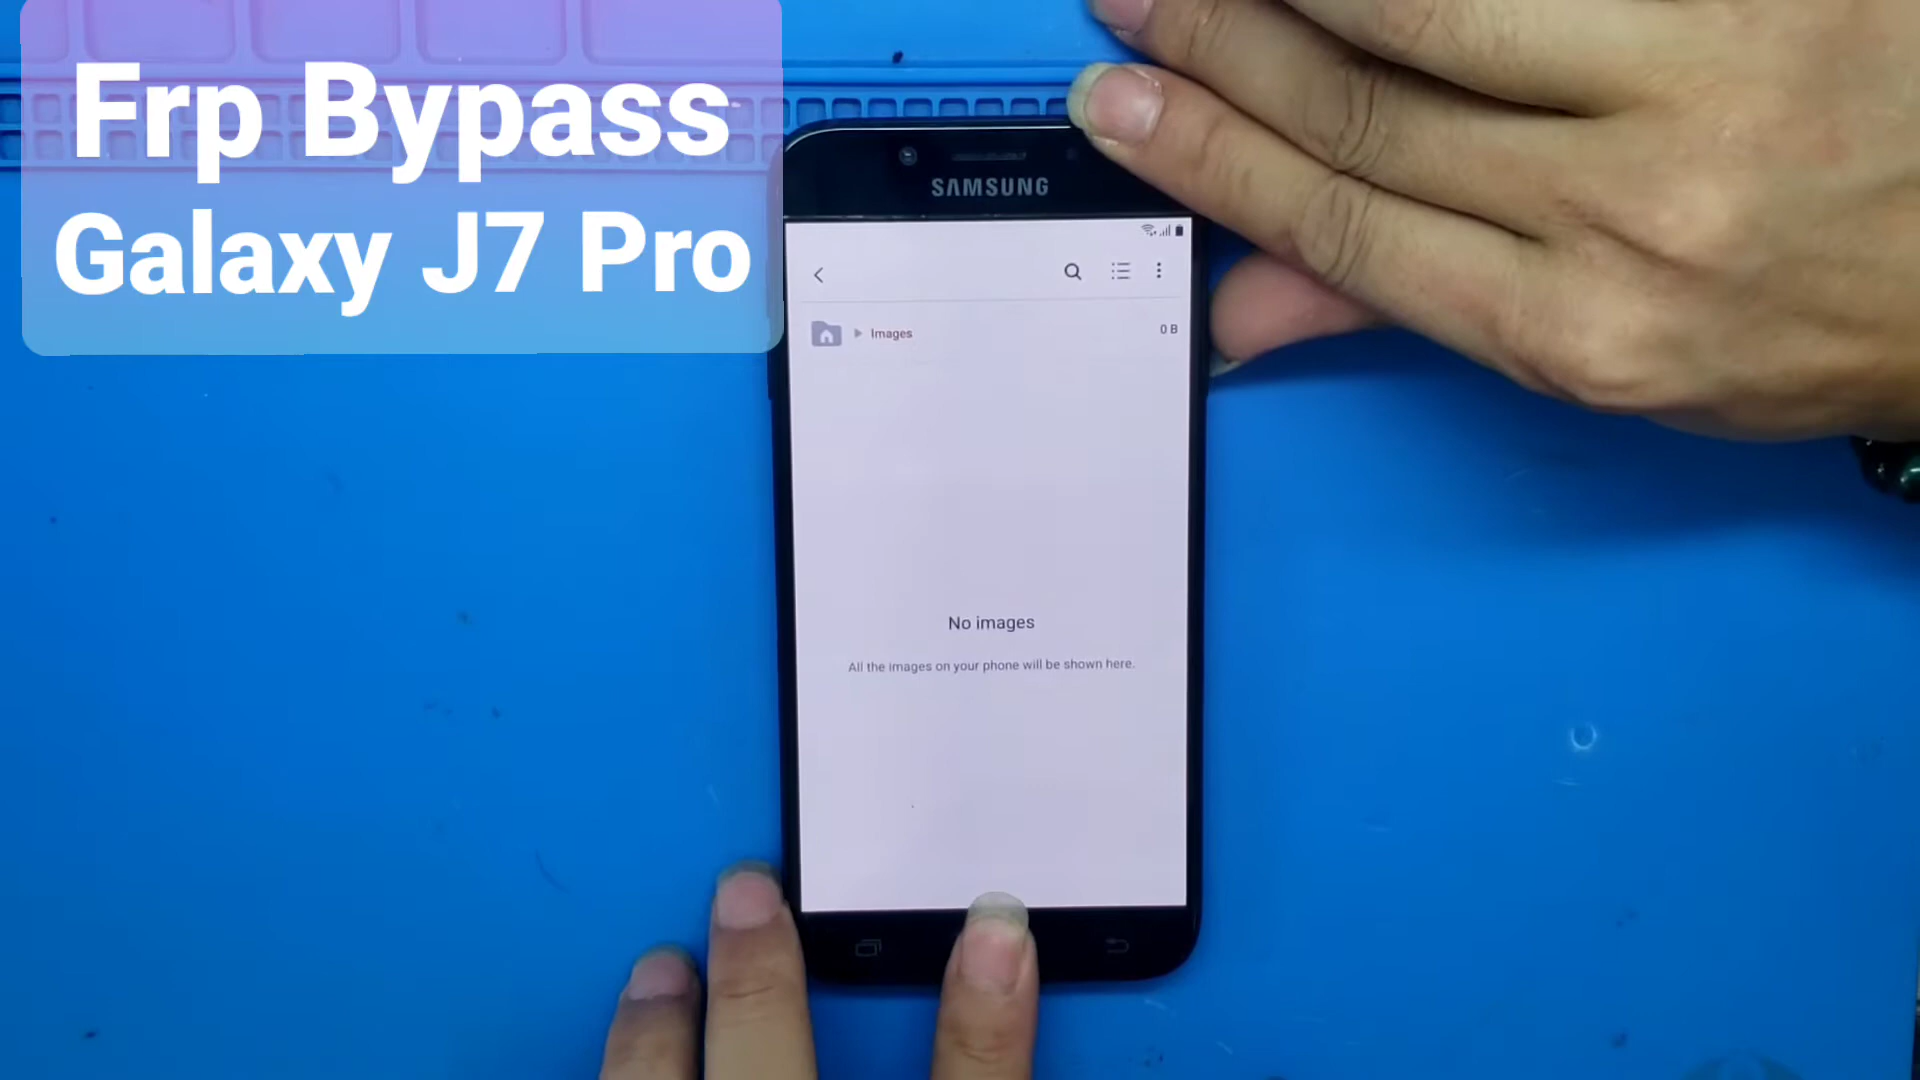 Frp Bypass
Galaxy J7 Pro
SAMSUNG
Images
0 B
No images
All the images on your phone will be shown here.